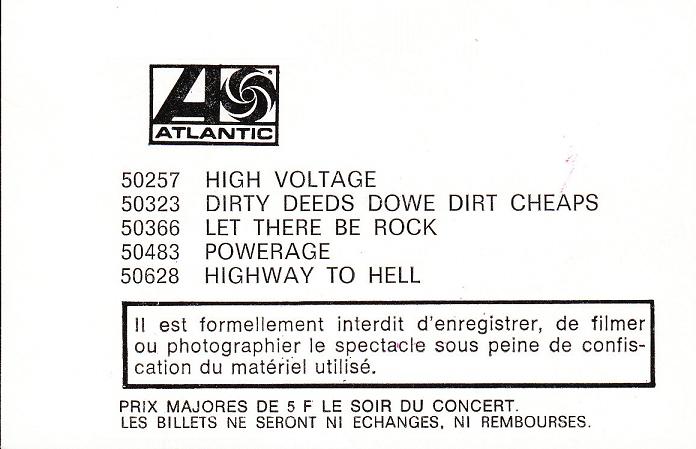 ATLANTIC
50257 HIGH VOLTAGE
50323 DIRTY DEEDS DOWE DIRT CHEAPS
50366 LET THERE BE ROCK
50483 POWERAGE
50628 HIGHWAY TO HELL
Il est formellement interdit d'enregistrer, de filmer
ou photographier le spectacle sous peine de confis-
cation du matériel utilisé.
PRIX MAJORES DE 5 F LE SOIR DU CONCERT.
LES BILLETS NE SERONT NI ECHANGES, NI REMBOURSES.